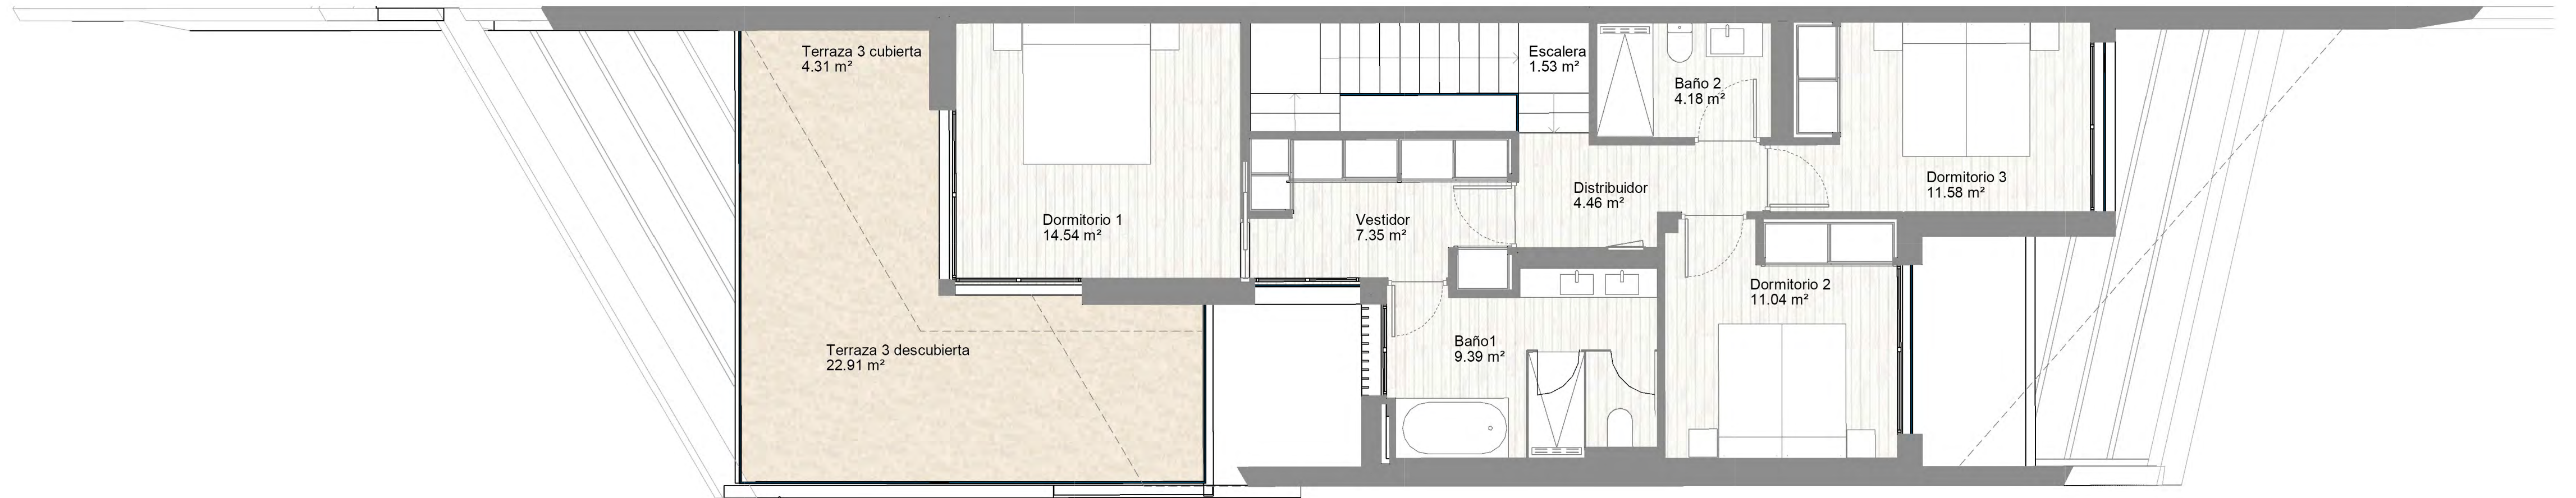 Terraza 3 cubierta
4.31 m²
Escalera
1.53 m²
Baño 2
4.18 m²
Dormitorio 3
11.58 m²
Distribuidor
4.46 m²
Dormitorio 1
14.54 m²
Vestidor
7.35 m²
Dormitorio 2
11.04 m²
Baño1
9.39 m²
Terraza 3 descubierta
22.91 m²